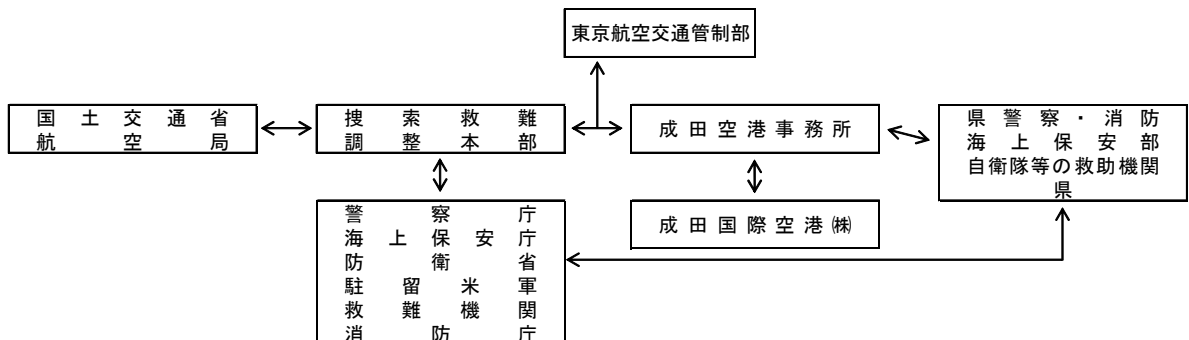 東京航空交通管制部
国土交通省
航空局
捜索救難
調整本部
成田空港事務所
県警察・消防
海上保安部
自衛隊等の救助機関
県
警察庁
海上保安庁
防衛省
駐留米軍
救難機関
消防庁
成田国際空港㈱